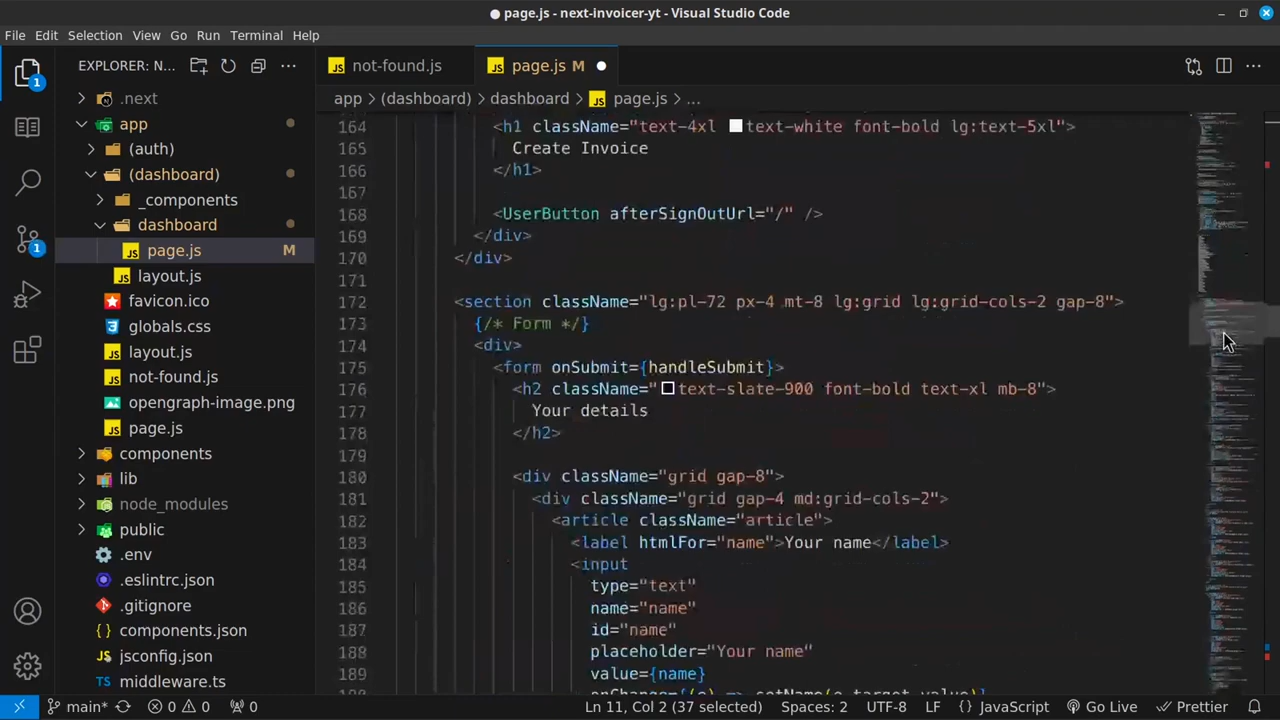 page.js - next-invoicer-yt - Visual Studio Code
File Edit Selection View Go Run Terminal Help
EXPLORER: N...
not-found.js
page.js M
app > (dashboard) > dashboard > page.js > ...
.next
app
(auth)
(dashboard)
_components
dashboard
page.js M
layout.js
favicon.ico
globals.css
layout.js
not-found.js
opengraph-image.png
page.js
components
lib
node_modules
public
.env
.eslintrc.json
.gitignore
components.json
jsconfig.json
middleware.ts
1
1
164 <h1 className="text-4xl text-white font-bold lg:text-5xl">
165 Create Invoice
166 </h1>
167
168 <UserButton afterSignOutUrl="/" />
169 </div>
170 </div>
171
172 <section className="lg:pl-72 px-4 mt-8 lg:grid lg:grid-cols-2 gap-8">
173 {/* Form */}
174 <div>
175 <form onSubmit={handleSubmit}>
176 <h2 className="text-slate-900 font-bold text-xl mb-8">
177 Your details
178 </h2>
179
180 <div className="grid gap-8">
181 <div className="grid gap-4 md:grid-cols-2">
182 <article className="article">
183 <label htmlFor="name">Your name</label>
184 <input
185 type="text"
186 name="name"
187 id="name"
188 placeholder="Your name"
189 value={name}
onChange={(e) => setName(e.target.value)}
main* 0 0 0 Ln 11, Col 2 (37 selected) Spaces: 2 UTF-8 LF {} JavaScript Go Live Prettier